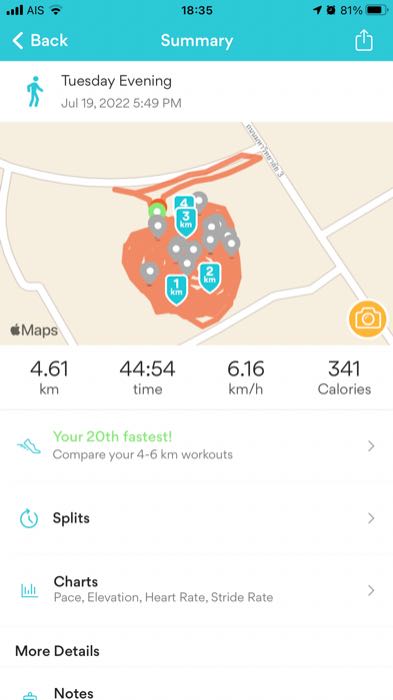 AIS 18:35 81%
Back Summary
Tuesday Evening
Jul 19, 2022 5:49 PM
4
3
km
2
km
1
km
Maps
4.61 44:54 6.16 341
km time km/h Calories
Your 20th fastest!
Compare your 4-6 km workouts
Splits
Charts
Pace, Elevation, Heart Rate, Stride Rate
More Details
Notes